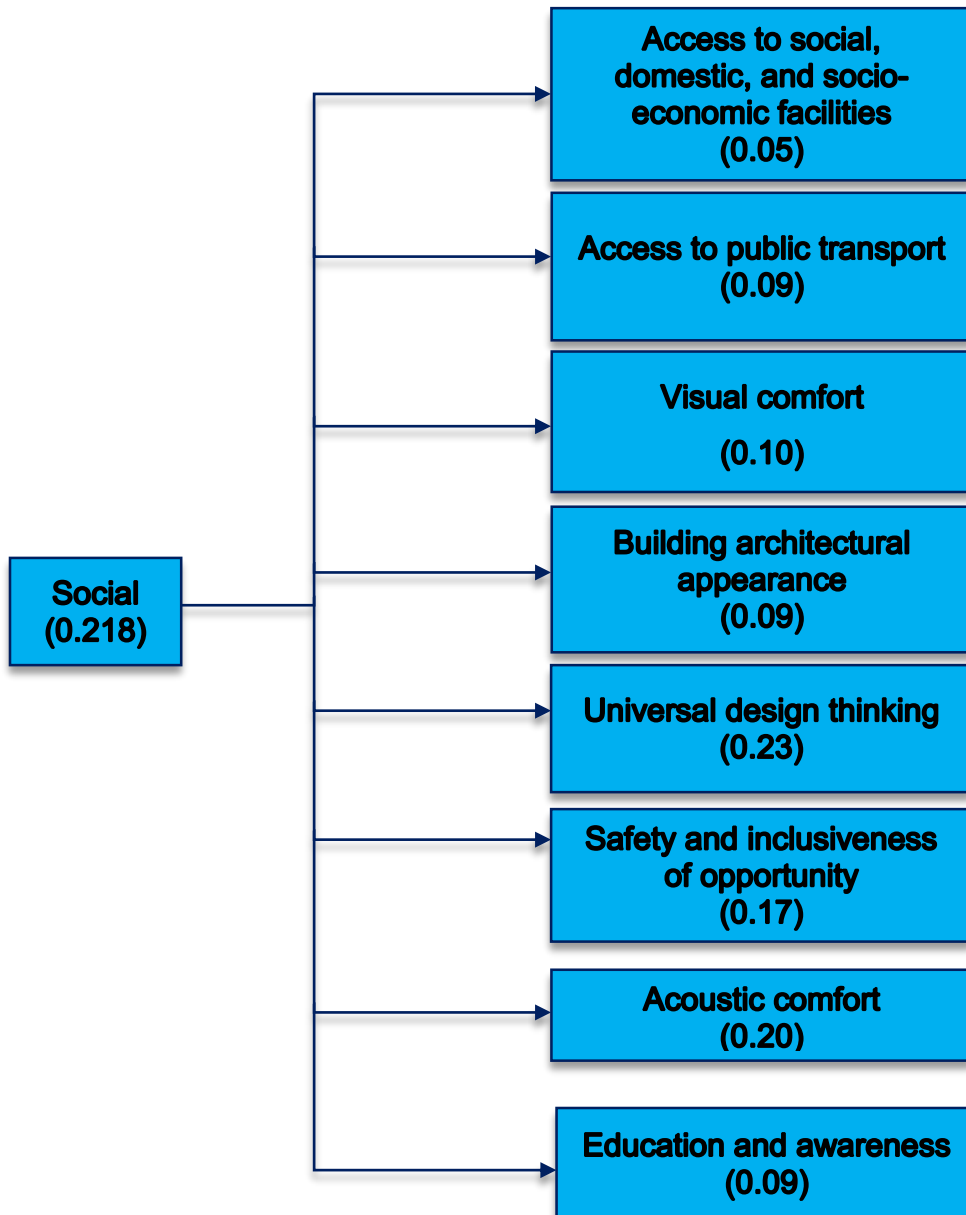 Access to social,
domestic, and socio-
economic facilities
(0.05)
Access to public transport
(0.09)
Visual comfort
(0.10)
Building architectural
appearance
(0.09)
Social
(0.218)
Universal design thinking
(0.23)
Safety and inclusiveness
of opportunity
(0.17)
Acoustic comfort
(0.20)
Education and awareness
(0.09)